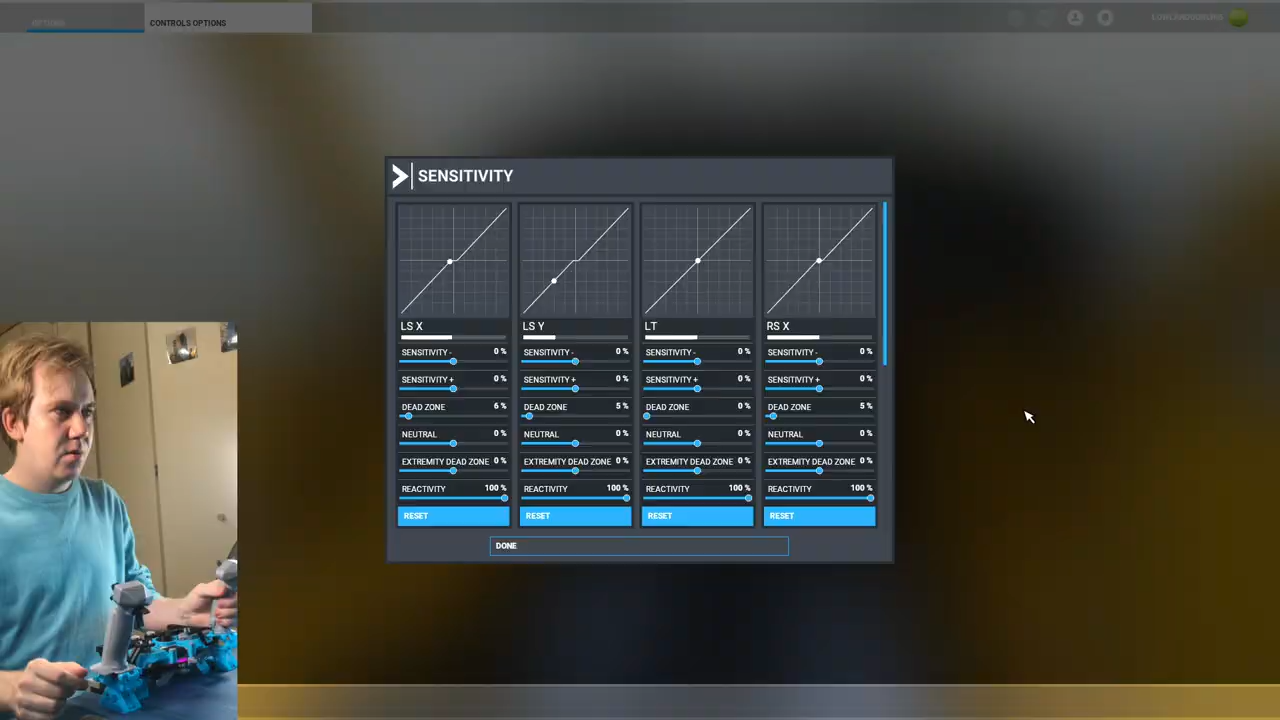 OPTIONS
CONTROLS OPTIONS
SENSITIVITY
LS X
LS Y
LT
RS X
SENSITIVITY - 0 %
SENSITIVITY - 0 %
SENSITIVITY - 0 %
SENSITIVITY - 0 %
SENSITIVITY + 0 %
SENSITIVITY + 0 %
SENSITIVITY + 0 %
SENSITIVITY + 0 %
DEAD ZONE 6 %
DEAD ZONE 5 %
DEAD ZONE 0 %
DEAD ZONE 5 %
NEUTRAL 0 %
NEUTRAL 0 %
NEUTRAL 0 %
NEUTRAL 0 %
EXTREMITY DEAD ZONE 0 %
EXTREMITY DEAD ZONE 0 %
EXTREMITY DEAD ZONE 0 %
EXTREMITY DEAD ZONE 0 %
REACTIVITY 100 %
REACTIVITY 100 %
REACTIVITY 100 %
REACTIVITY 100 %
RESET
RESET
RESET
RESET
DONE